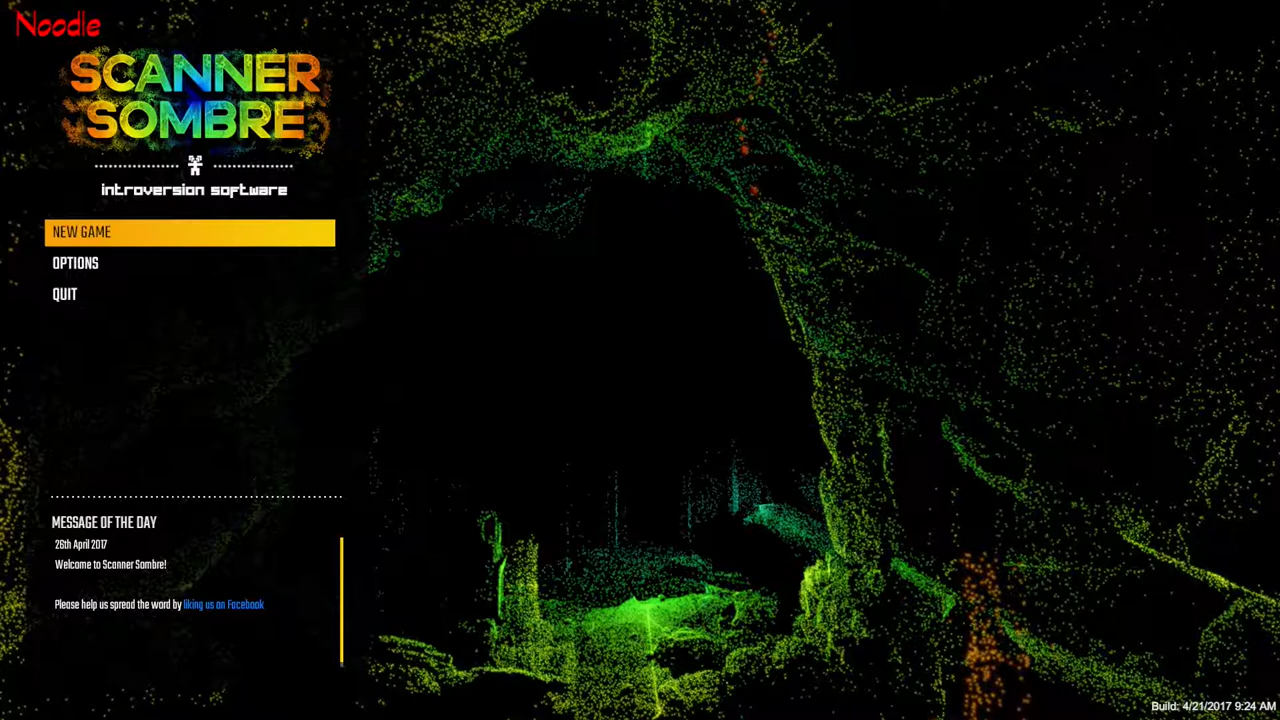 Noodle
SCANNER
SOMBRE
introversion software
NEW GAME
OPTIONS
QUIT
MESSAGE OF THE DAY
26th April 2017
Welcome to Scanner Sombre!
Please help us spread the word by liking us on Facebook
Build: 4/21/2017 9:24 AM